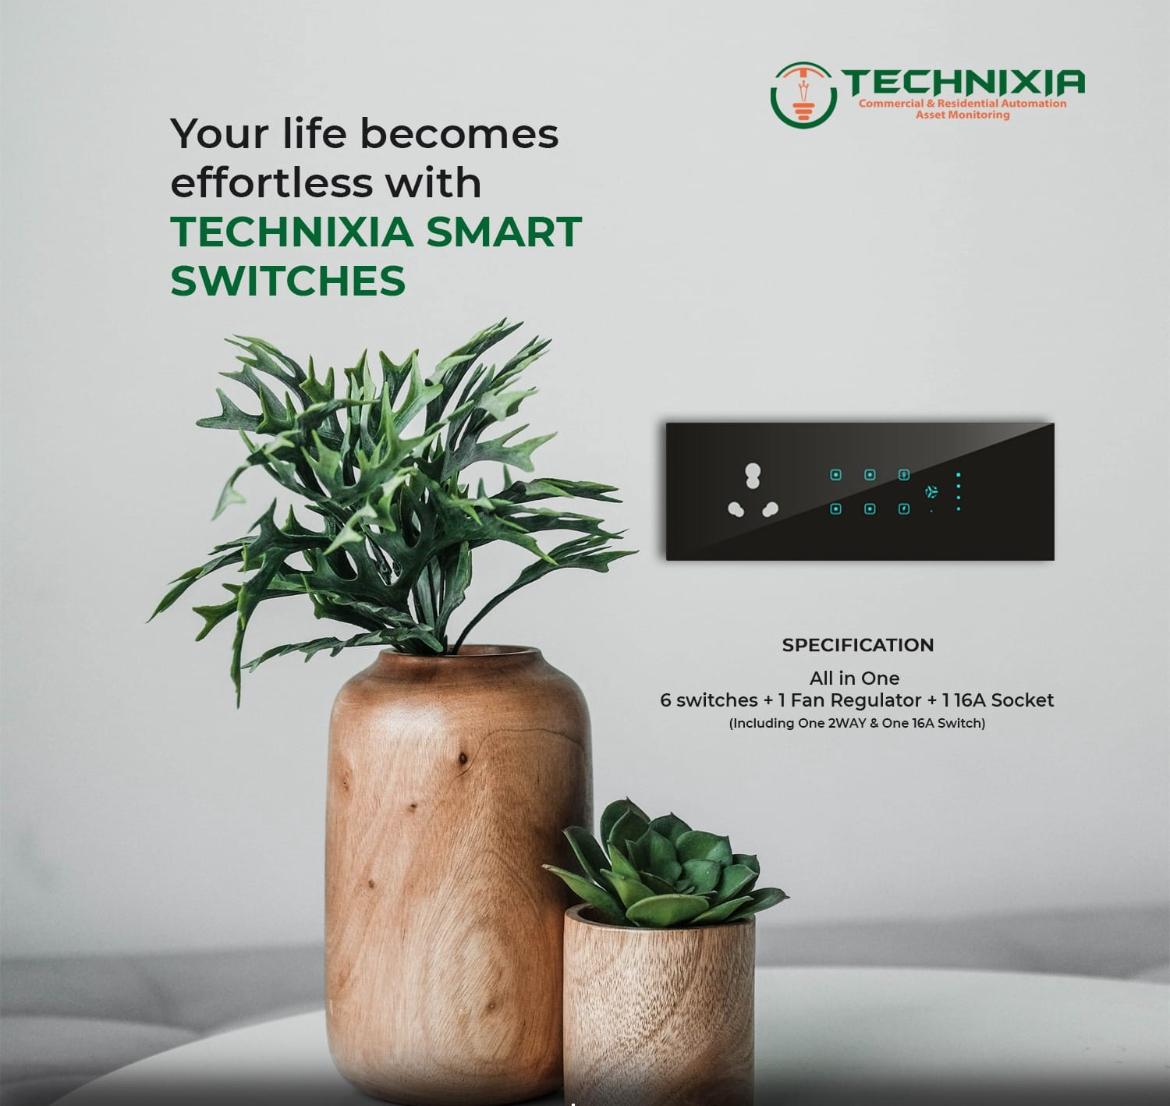 TECHNIXIA
Commercial & Residential Automation
Asset Monitoring
Your life becomes
effortless with
TECHNIXIA SMART
SWITCHES
SPECIFICATION
All in One
6 switches + 1 Fan Regulator + 1 16A Socket
(Including One 2WAY & One 16A Switch)